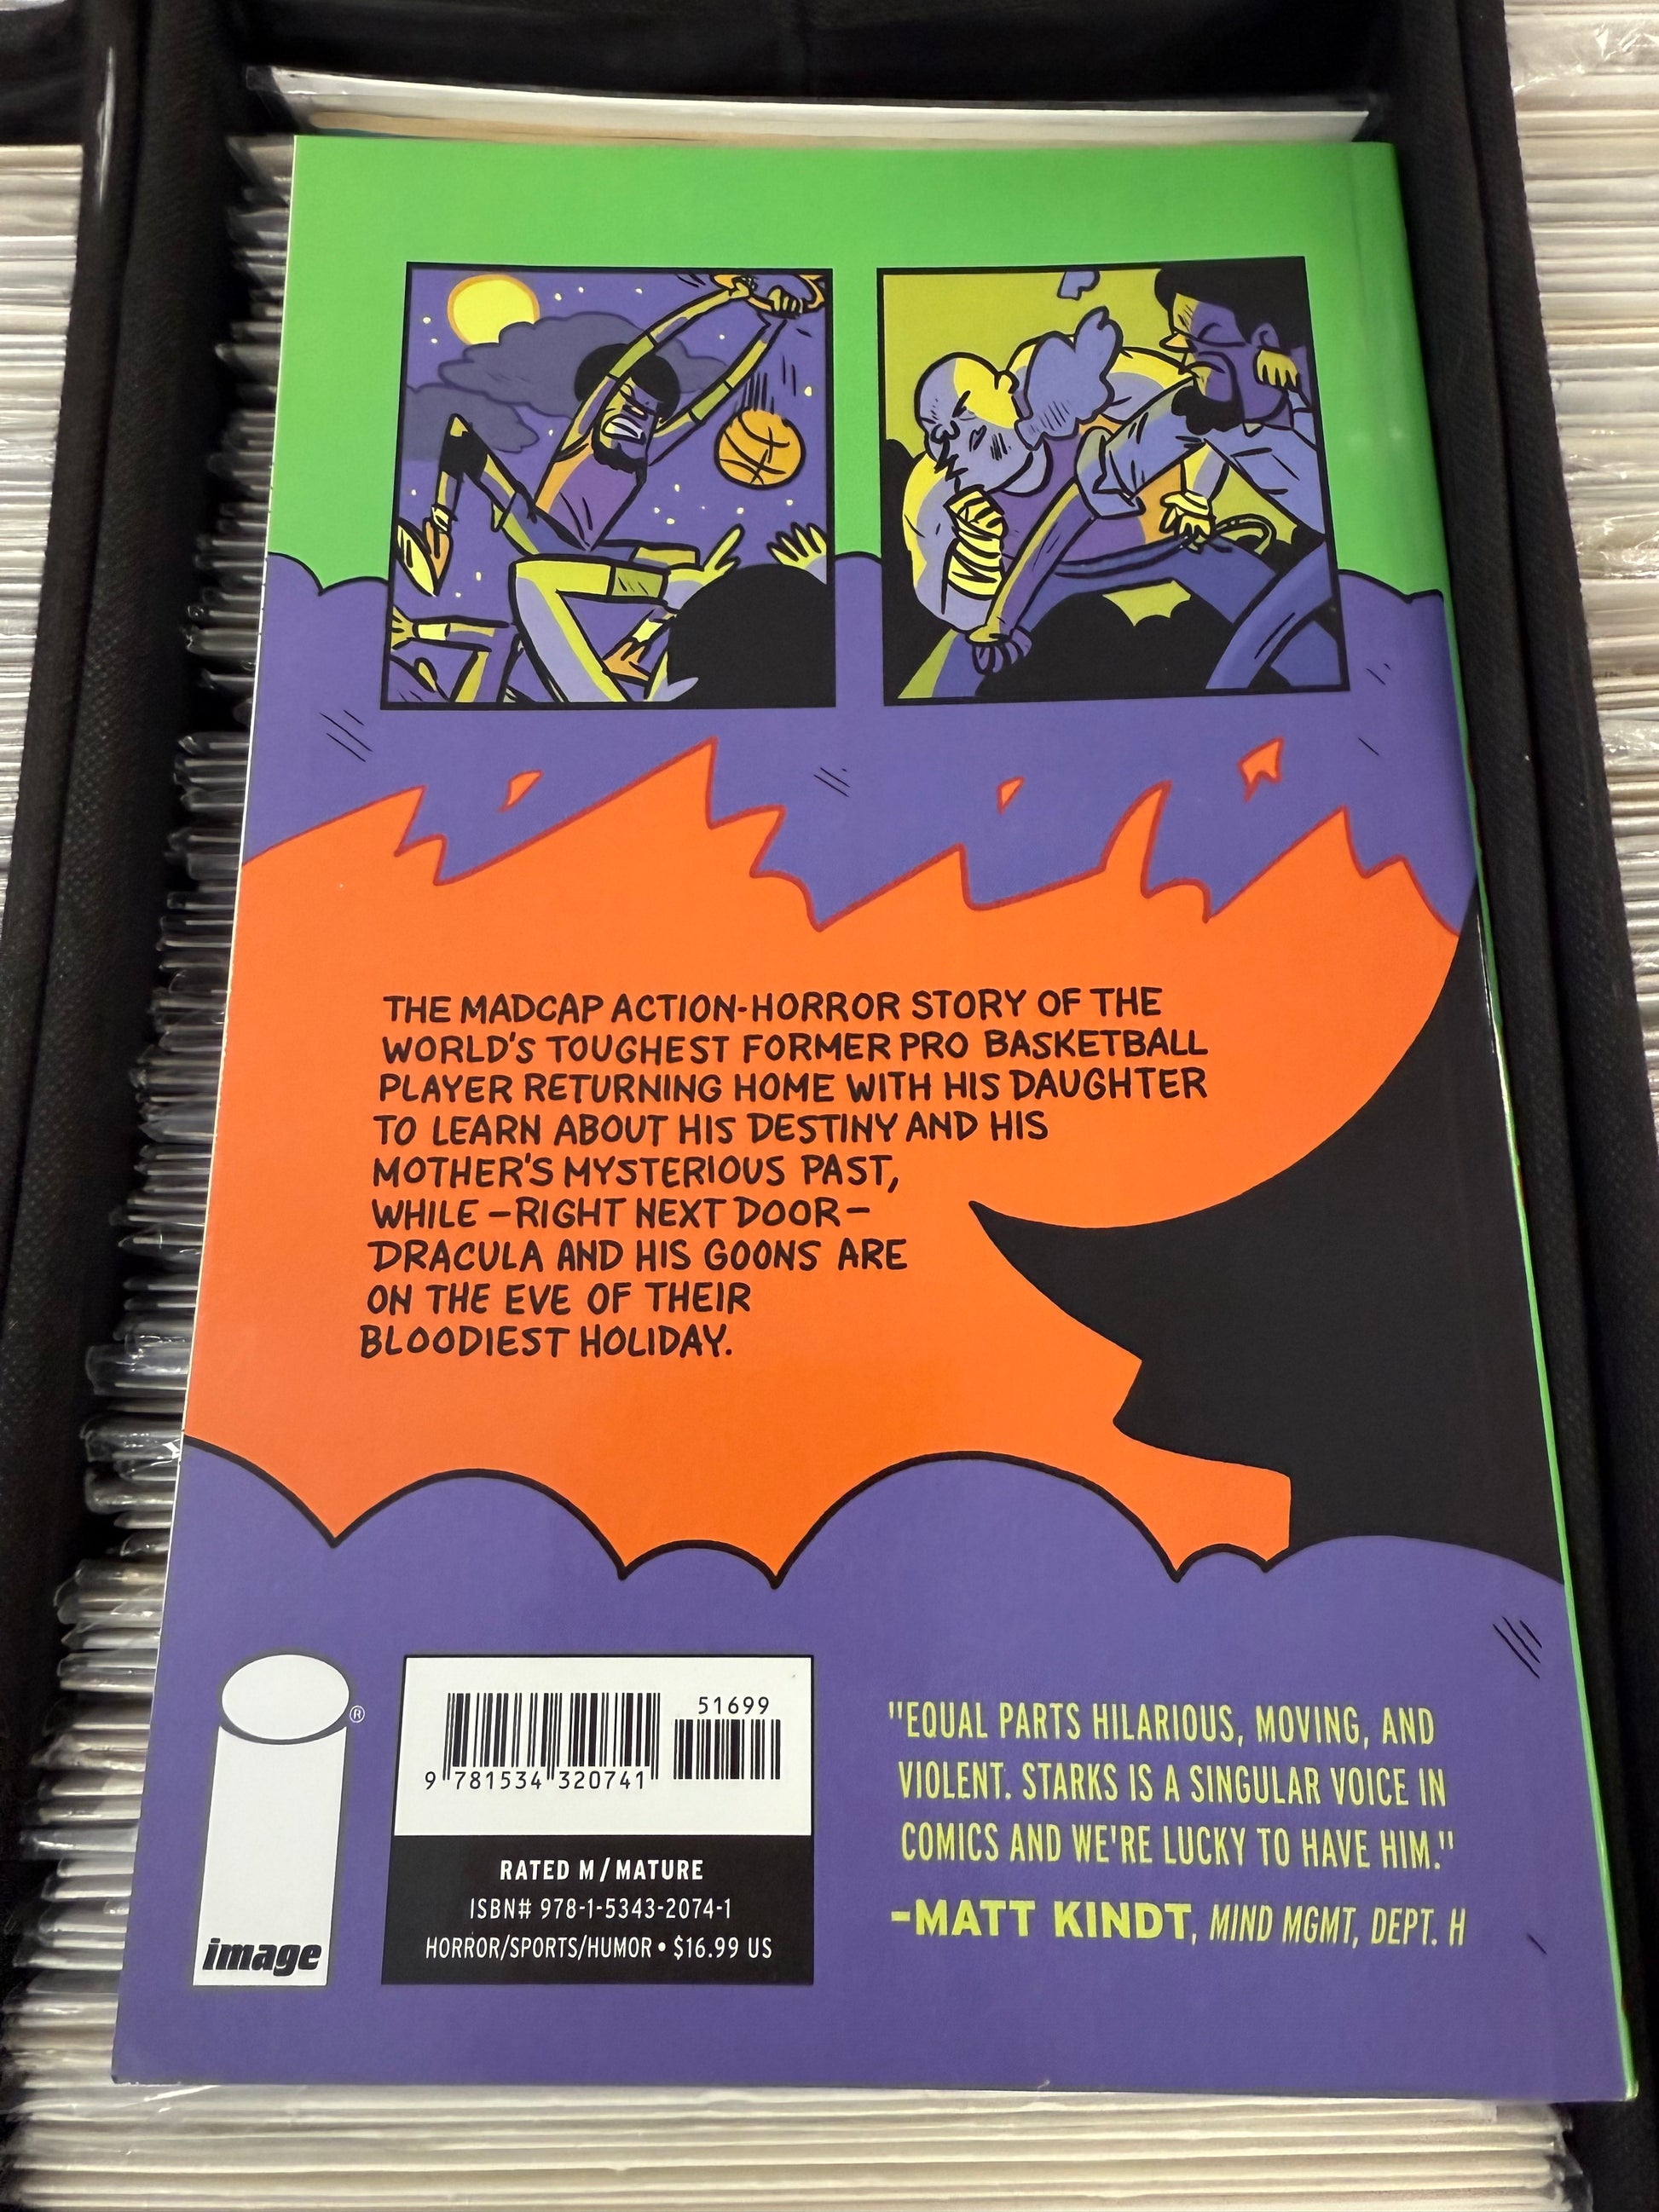 THE MADCAP ACTION-HORROR STORY OF THE
WORLD'S TOUGHEST FORMER PRO BASKETBALL
PLAYER RETURNING HOME WITH HIS DAUGHTER
TO LEARN ABOUT HIS DESTINY AND HIS
MOTHER'S MYSTERIOUS PAST,
WHILE –RIGHT NEXT DOOR–
DRACULA AND HIS GOONS ARE
ON THE EVE OF THEIR
BLOODIEST HOLIDAY.
®
image
51699
9 781534 320741
RATED M / MATURE
ISBN# 978-1-5343-2074-1
HORROR/SPORTS/HUMOR • $16.99 US
"EQUAL PARTS HILARIOUS, MOVING, AND
VIOLENT. STARKS IS A SINGULAR VOICE IN
COMICS AND WE'RE LUCKY TO HAVE HIM."
-MATT KINDT, MIND MGMT, DEPT. H